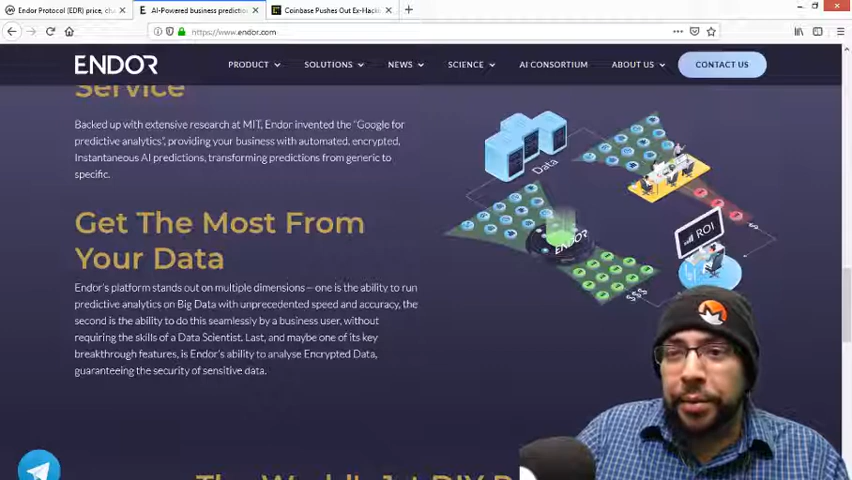 Endor Protocol (EDR) price, ch
AI-Powered business predictio
Coinbase Pushes Out Ex-Hack
https://www.endor.com
ENDOR
PRODUCT
SOLUTIONS
NEWS
SCIENCE
AI CONSORTIUM
ABOUT US
CONTACT US
Service
Backed up with extensive research at MIT, Endor invented the "Google for
predictive analytics", providing your business with automated, encrypted,
Instantaneous AI predictions, transforming predictions from generic to
specific.
Get The Most From
Your Data
Endor's platform stands out on multiple dimensions – one is the ability to run
predictive analytics on Big Data with unprecedented speed and accuracy, the
second is the ability to do this seamlessly by a business user, without
requiring the skills of a Data Scientist. Last, and maybe one of its key
breakthrough features, is Endor's ability to analyse Encrypted Data,
guaranteeing the security of sensitive data.
Data
ENDOR
ROI
$
$$$